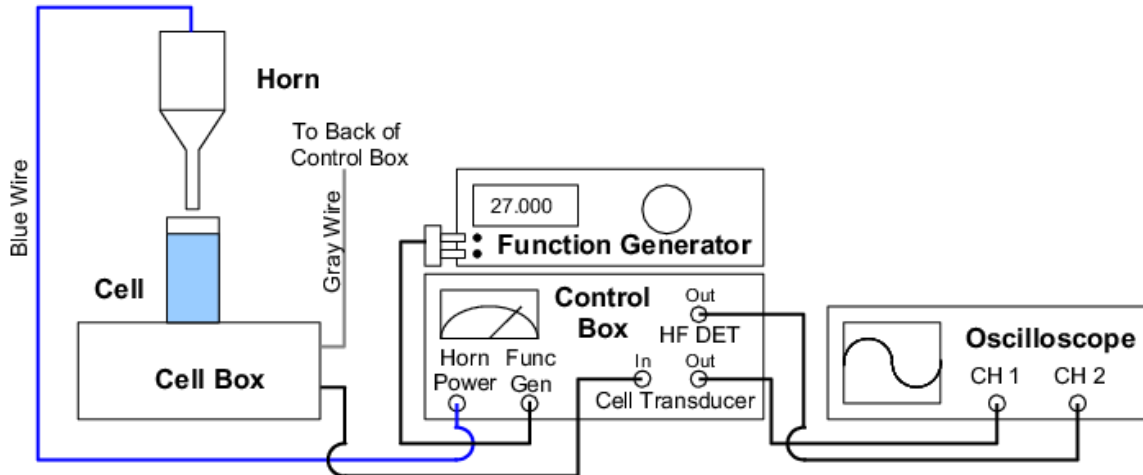 Horn
To Back of
Control Box
Blue Wire
Gray Wire
27.000
Function Generator
Cell
Control
Box
Out
HF DET
Horn
Power
Func
Gen
In
Out
Cell Transducer
Cell Box
Oscilloscope
CH 1
CH 2